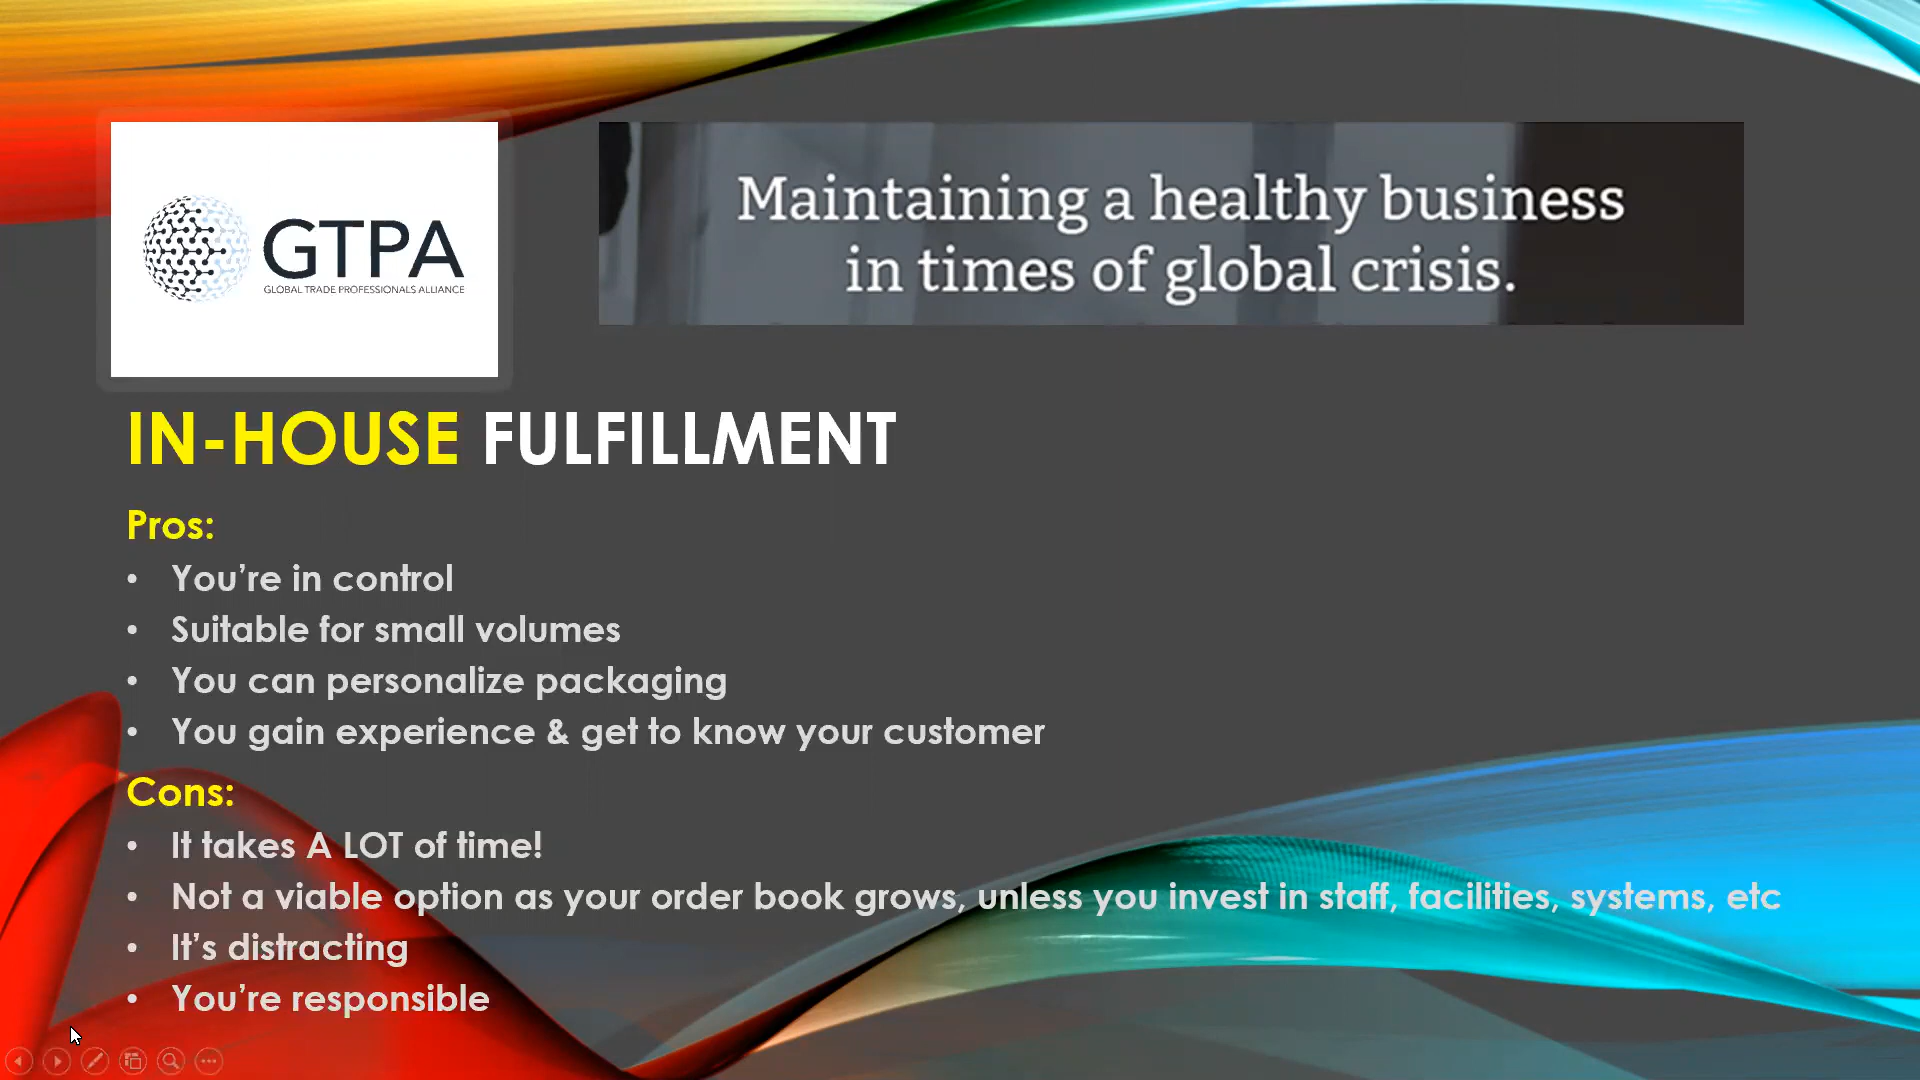 GTPA
GLOBAL TRADE PROFESSIONALS ALLIANCE
Maintaining a healthy business
in times of global crisis.
IN-HOUSE FULFILLMENT
Pros:
• You’re in control
• Suitable for small volumes
• You can personalize packaging
• You gain experience & get to know your customer
Cons:
• It takes A LOT of time!
• Not a viable option as your order book grows, unless you invest in staff, facilities, systems, etc
• It’s distracting
• You’re responsible